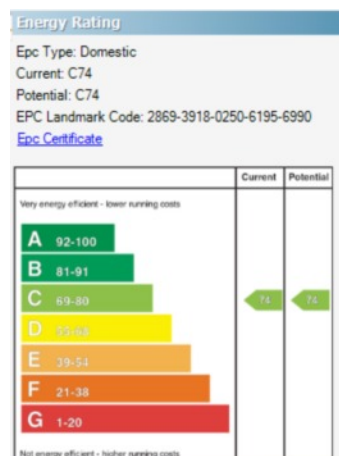 Energy Rating
Epc Type: Domestic
Current: C74
Potential: C74
EPC Landmark Code: 2869-3918-0250-6195-6990
Epc Certificate
Current Potential
Very energy efficient - lower running costs
A 92-100
B 81-91
C 69-80 74 74
D
E 39-54
F 21-38
G 1-20
Not energy efficient - higher running costs